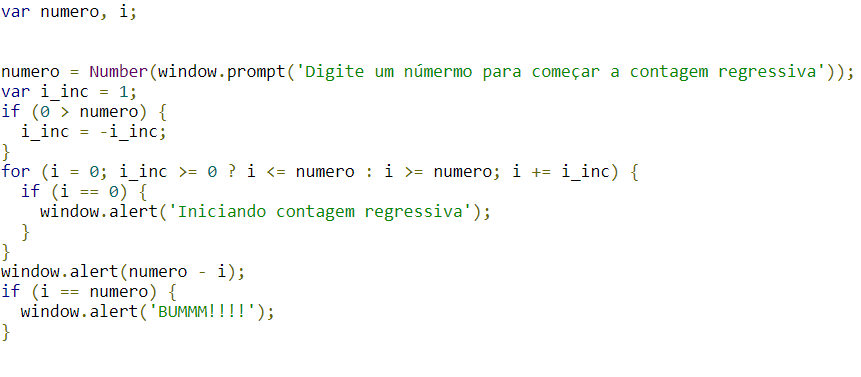 var numero, i;
numero = Number(window.prompt('Digite um númermo para começar a contagem regressiva'));
var i_inc = 1;
if (0 > numero) {
  i_inc = -i_inc;
}
for (i = 0; i_inc >= 0 ? i <= numero : i >= numero; i += i_inc) {
  if (i == 0) {
    window.alert('Iniciando contagem regressiva');
  }
}
window.alert(numero - i);
if (i == numero) {
  window.alert('BUMMM!!!!');
}